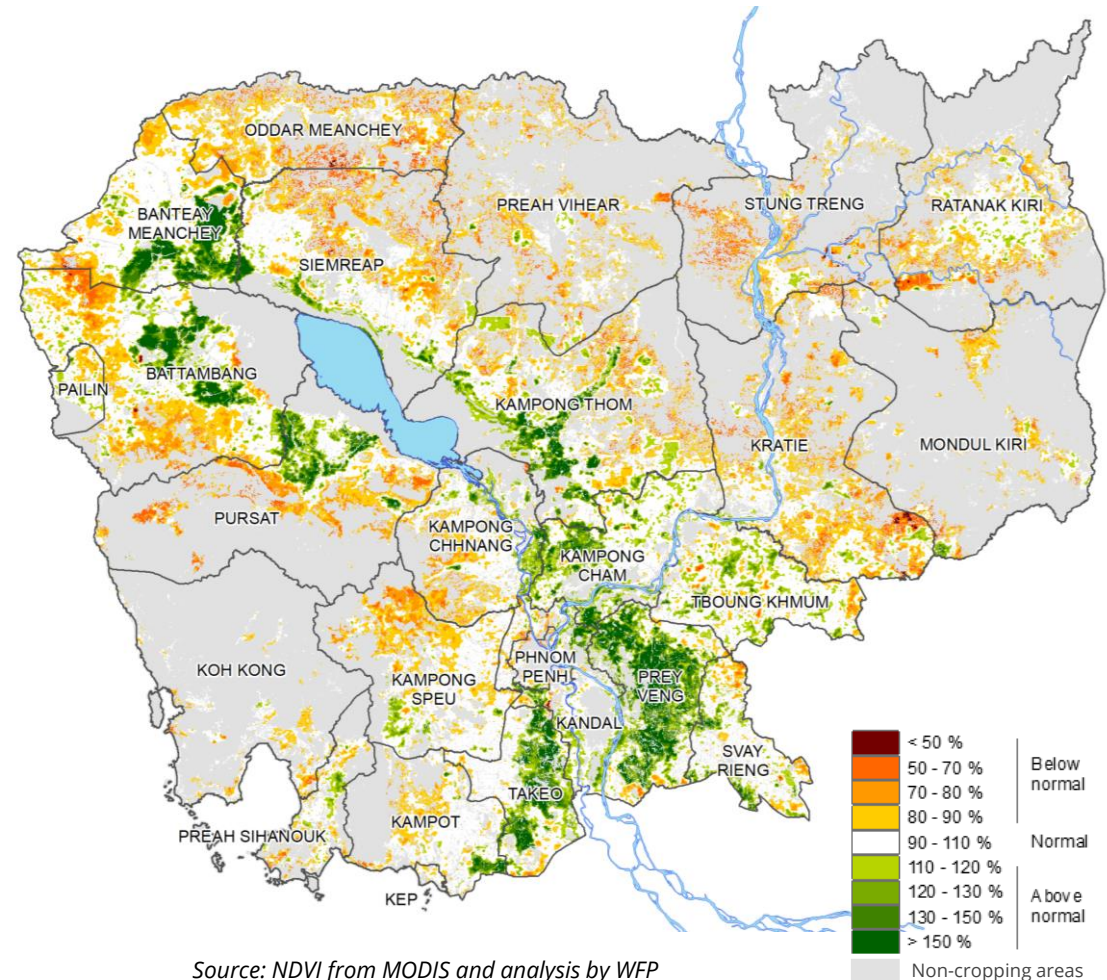 ODDAR MEANCHEY
BANTEAY
MEANCHEY
PREAH VIHEAR
STUNG TRENG
RATANAK KIRI
SIEMREAP
PAILIN
BATTAMBANG
KAMPONG THOM
KRATIE
MONDUL KIRI
PURSAT
KAMPONG
CHHNANG
KAMPONG
CHAM
TBOUNG KHMUM
KOH KONG
KAMPONG
SPEU
PHNOM
PENH
PREY
VENG
KANDAL
SVAY
RIENG
TAKEO
PREAH SIHANOUK
KAMPOT
KEP
< 50 %
50 - 70 %
70 - 80 %
80 - 90 %
90 - 110 %
110 - 120 %
120 - 130 %
130 - 150 %
> 150 %
Below
normal
Normal
Above
normal
Non-cropping areas
Source: NDVI from MODIS and analysis by WFP